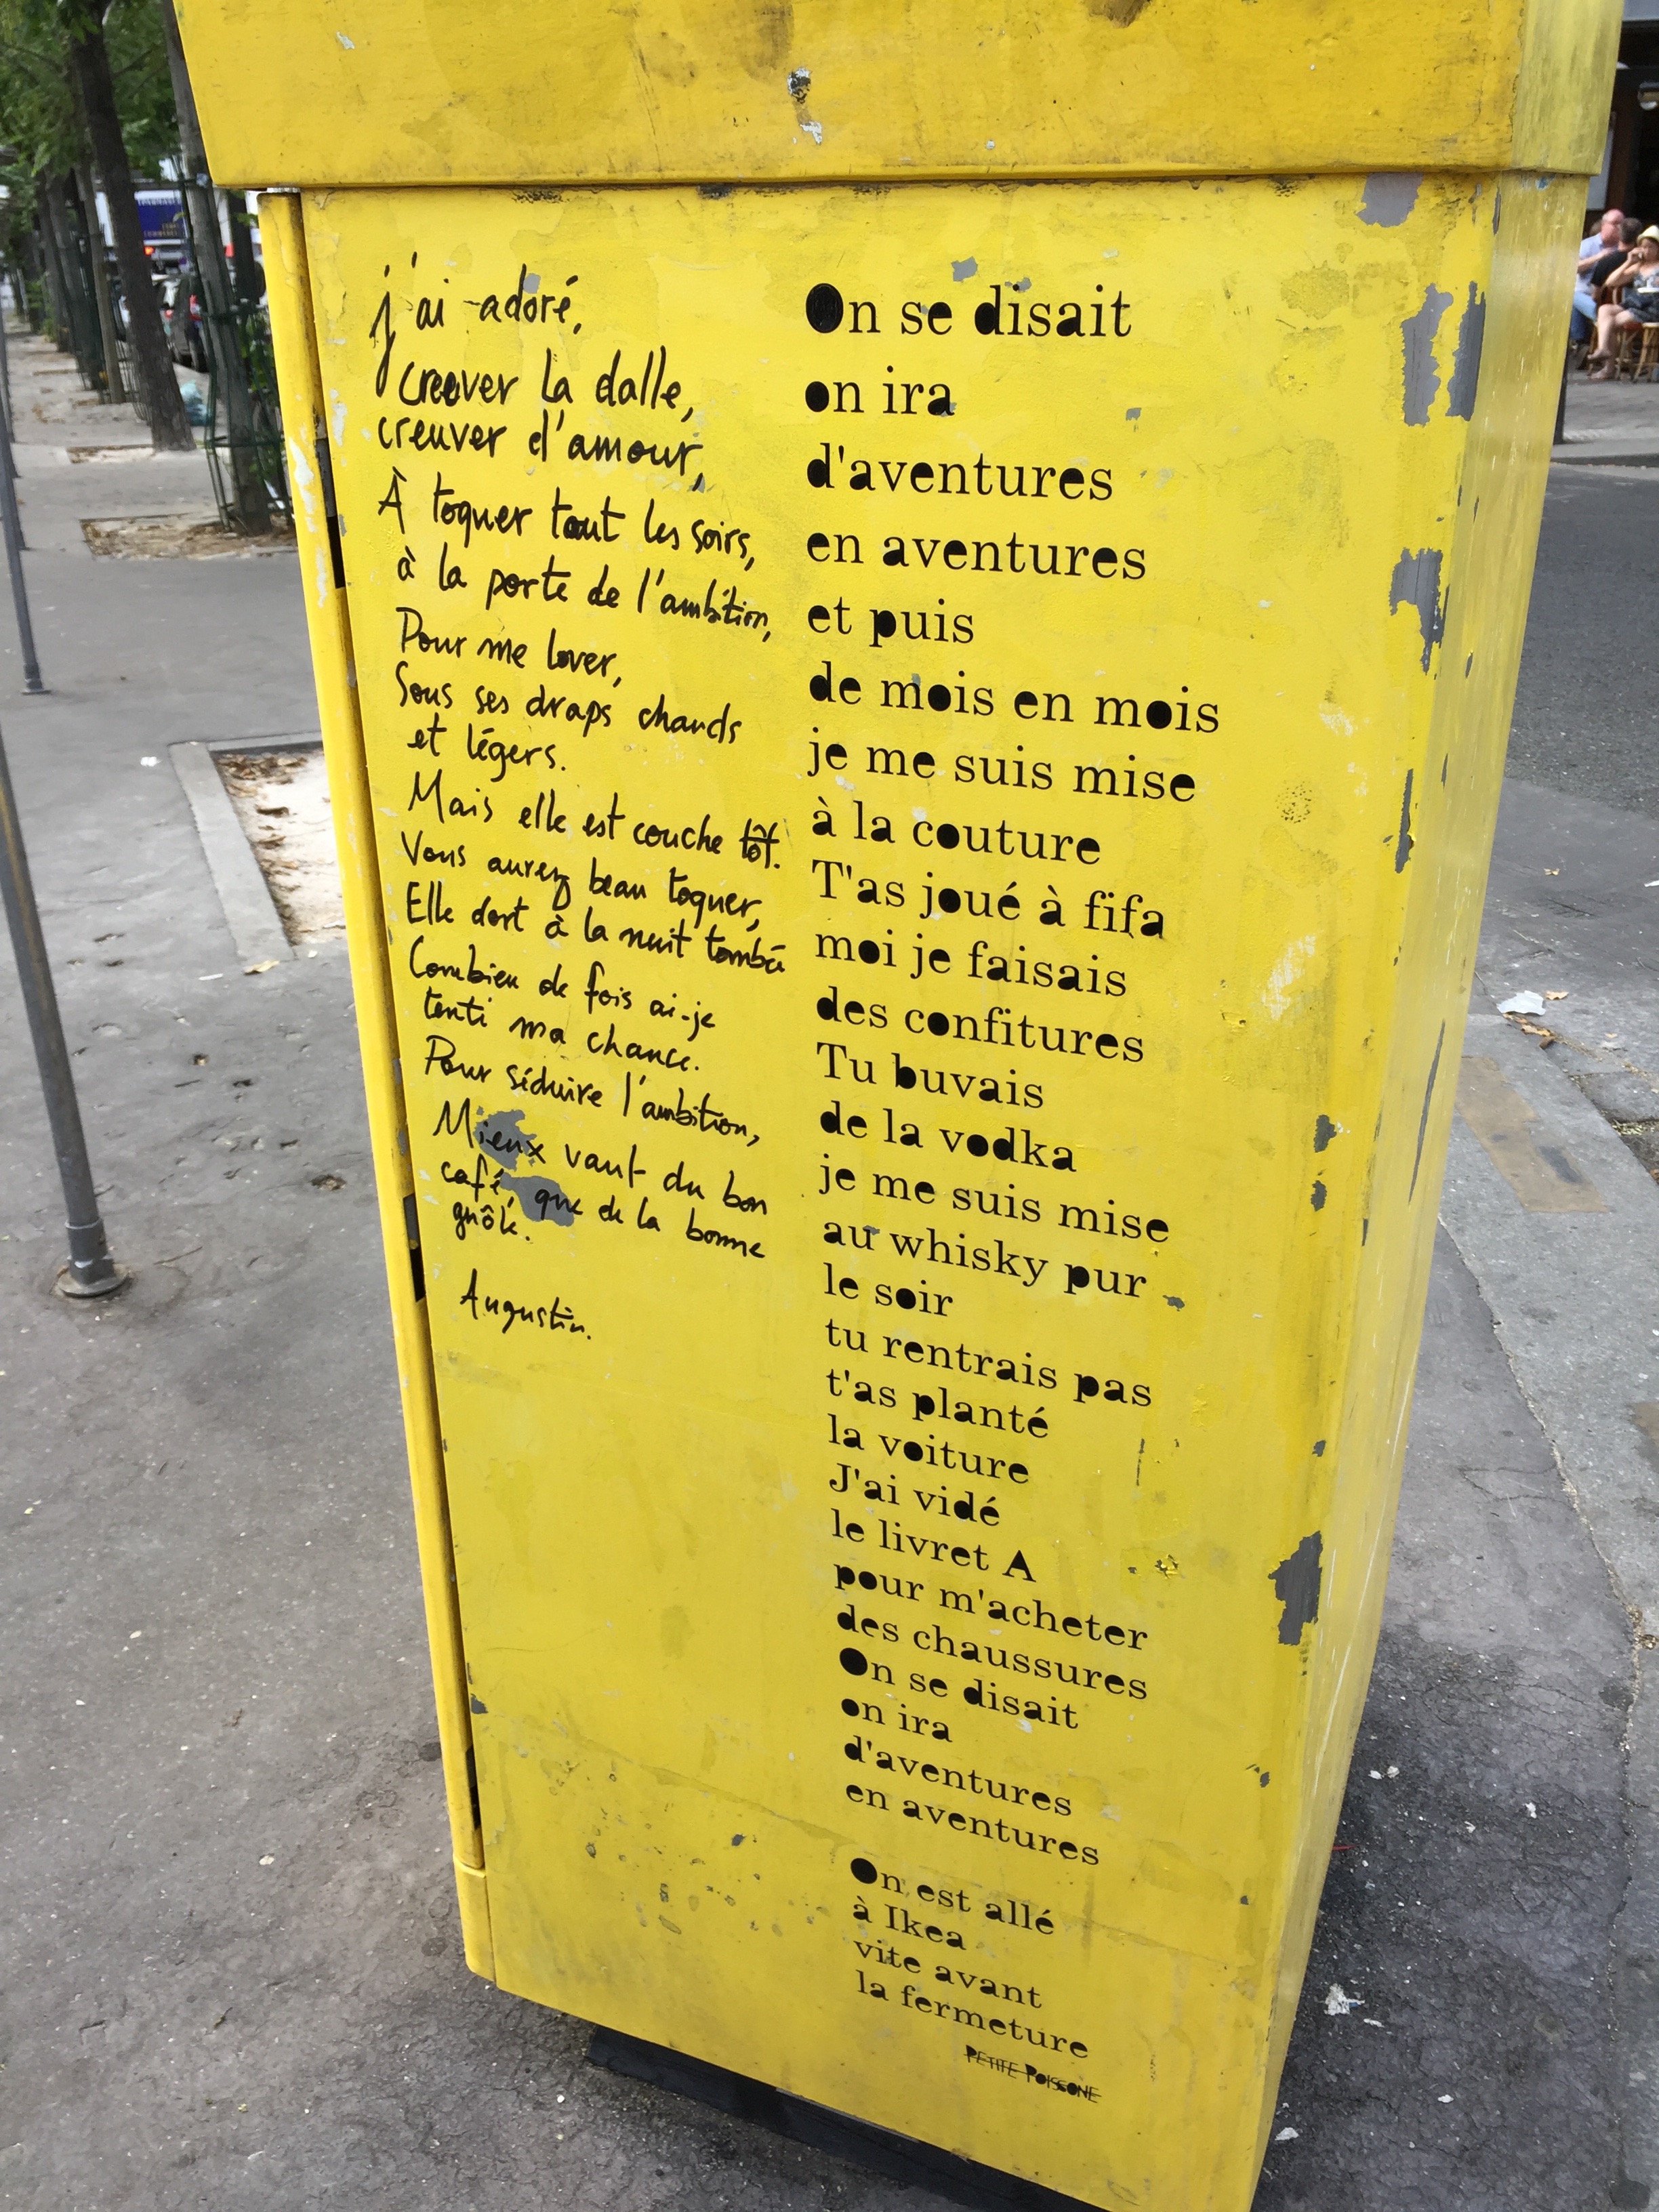 j'ai adoré,
creuver la dalle,
creuver d'amour,
À toquer tout les soirs,
à la porte de l'ambition,
Pour me lover,
Sous ses draps chauds
et légers.
Mais elle est couche tôt.
Vous aurez beau toquer,
Elle dort à la nuit tombé
Combien de fois ai-je
tenté ma chance.
Pour séduire l'ambition,
Mieux vaut du bon
café, que de la bonne
gnôle.
Augustin.
On se disait
on ira
d'aventures
en aventures
et puis
de mois en mois
je me suis mise
à la couture
T'as joué à fifa
moi je faisais
des confitures
Tu buvais
de la vodka
je me suis mise
au whisky pur
le soir
tu rentrais pas
t'as planté
la voiture
J'ai vidé
le livret A
pour m'acheter
des chaussures
On se disait
on ira
d'aventures
en aventures
On est allé
à Ikea
vite avant
la fermeture
PETITE POISSONE